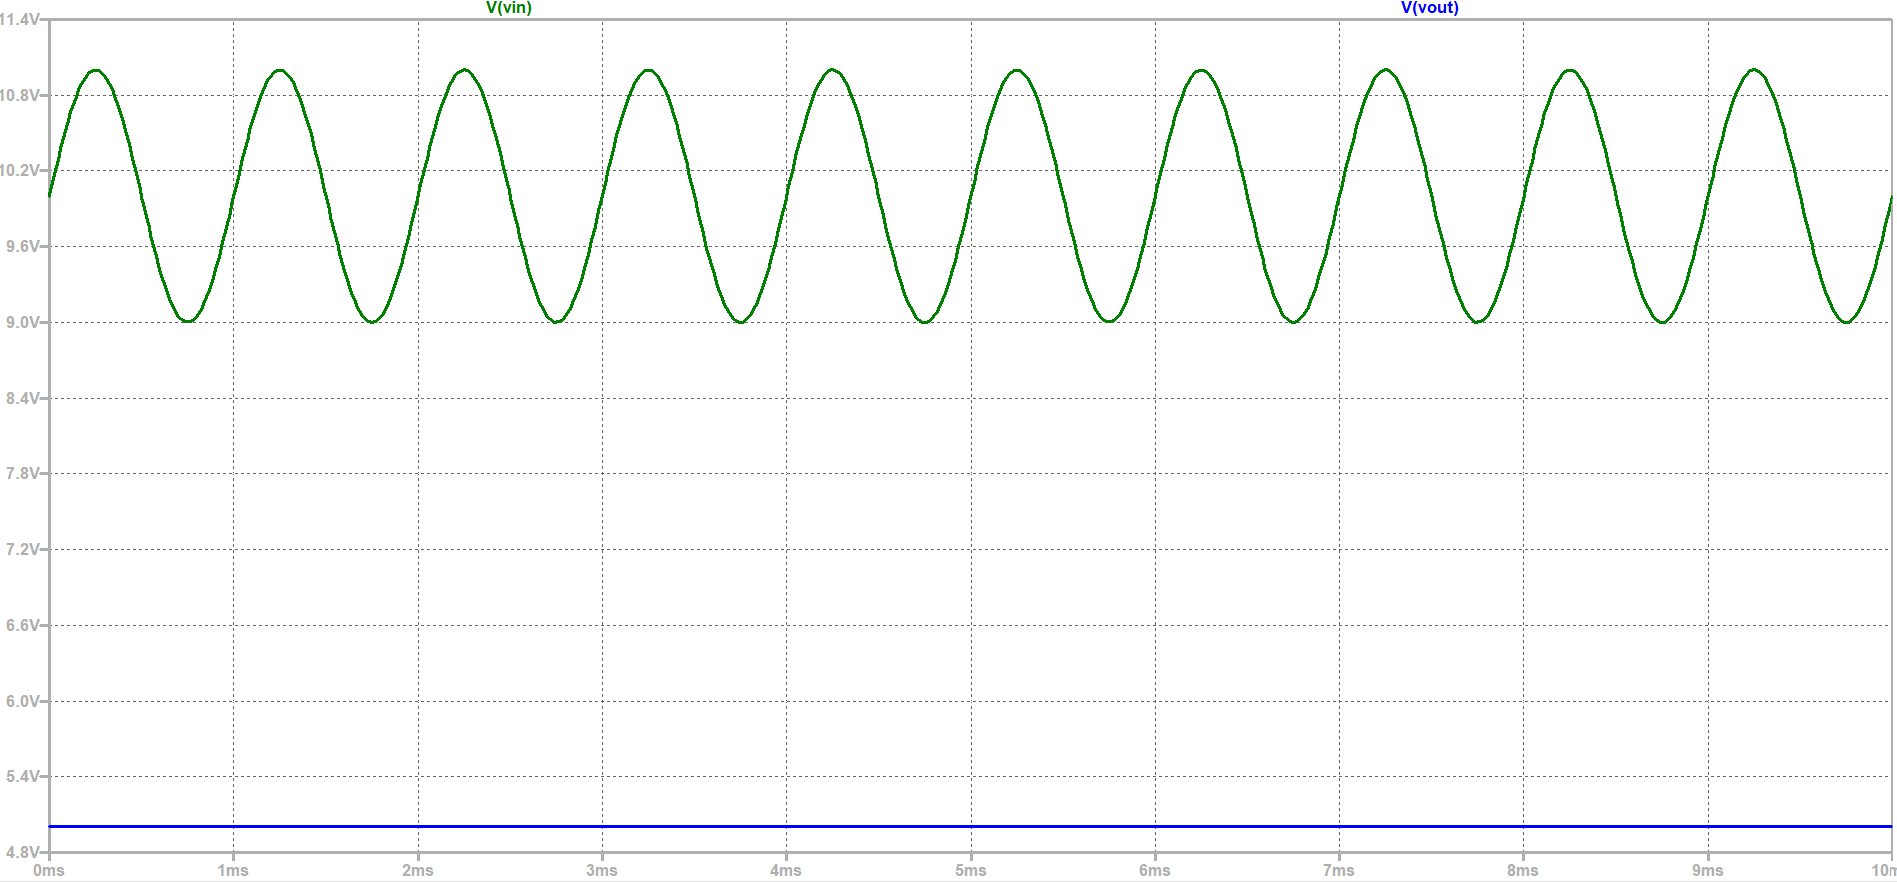 V(vin) V(vout)
11.4V
10.8V
10.2V
9.6V
9.0V
8.4V
7.8V
7.2V
6.6V
6.0V
5.4V
4.8V
0ms 1ms 2ms 3ms 4ms 5ms 6ms 7ms 8ms 9ms 10m